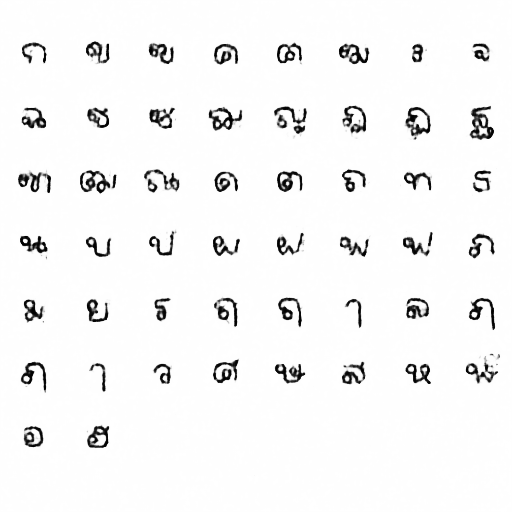 ก ข ฃ ค ฅ ฆ ง จ
ฉ ช ซ ฌ ญ ฎ ฏ ฐ
ฑ ฒ ณ ด ต ถ ท ธ
น บ ป ผ ฝ พ ฟ ภ
ม ย ร ฤ ฤ ๅ ล ฦ
ฦ ๅ ว ศ ษ ส ห ฬ
อ ฮ